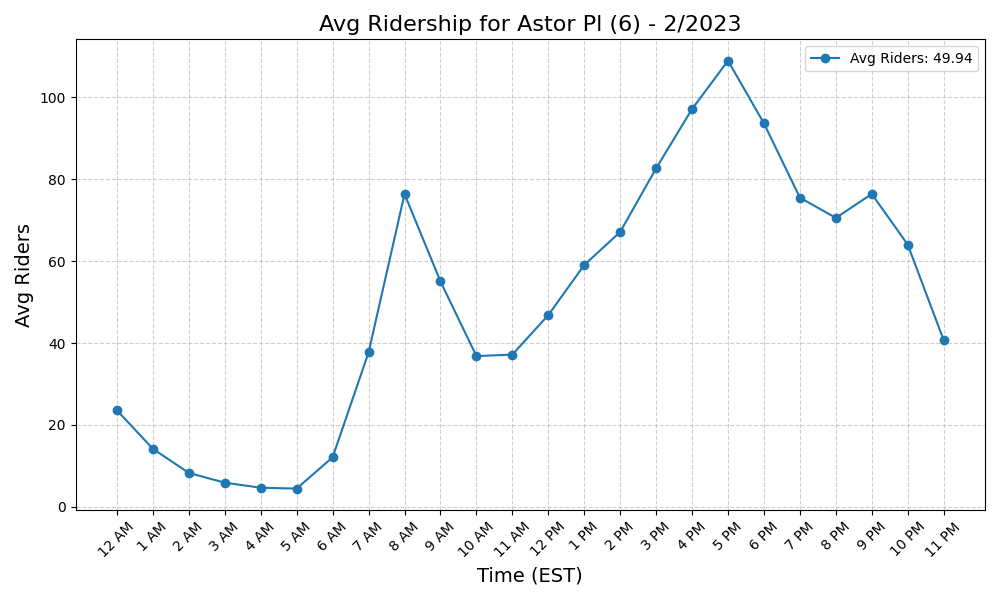 Avg Ridership for Astor Pl (6) - 2/2023
Avg Riders: 49.94
Avg Riders
100
80
60
40
20
0
12 AM
1 AM
2 AM
3 AM
4 AM
5 AM
6 AM
7 AM
8 AM
9 AM
10 AM
11 AM
12 PM
1 PM
2 PM
3 PM
4 PM
5 PM
6 PM
7 PM
8 PM
9 PM
10 PM
11 PM
Time (EST)